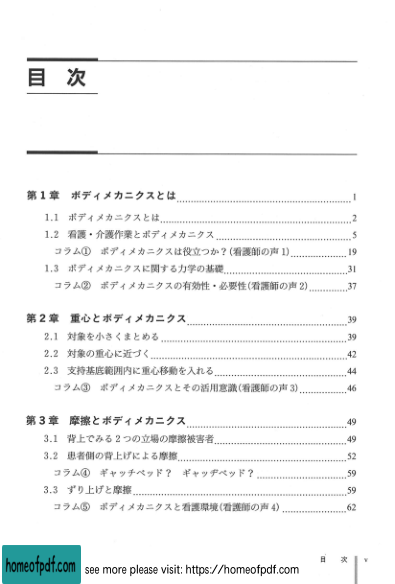 目 次
第1章 ボディメカニクスとは 1
1.1 ボディメカニクスとは 2
1.2 看護・介護作業とボディメカニクス 5
コラム① ボディメカニクスは役立つか?(看護師の声1) 19
1.3 ボディメカニクスに関する力学の基礎 31
コラム② ボディメカニクスの有効性・必要性(看護師の声2) 37
第2章 重心とボディメカニクス 39
2.1 対象を小さくまとめる 39
2.2 対象の重心に近づく 42
2.3 支持基底範囲内に重心移動を入れる 44
コラム③ ボディメカニクスとその活用意識(看護師の声3) 46
第3章 摩擦とボディメカニクス 49
3.1 背上でみる2つの立場の摩擦被害者 49
3.2 患者側の背上げによる摩擦 52
コラム④ ギャッチベッド? ギャッヂベッド? 59
3.3 ずり上げと摩擦 59
コラム⑤ ボディメカニクスと看護環境(看護師の声4) 62
目 次 v
homeofpdf.com see more please visit: https://homeofpdf.com